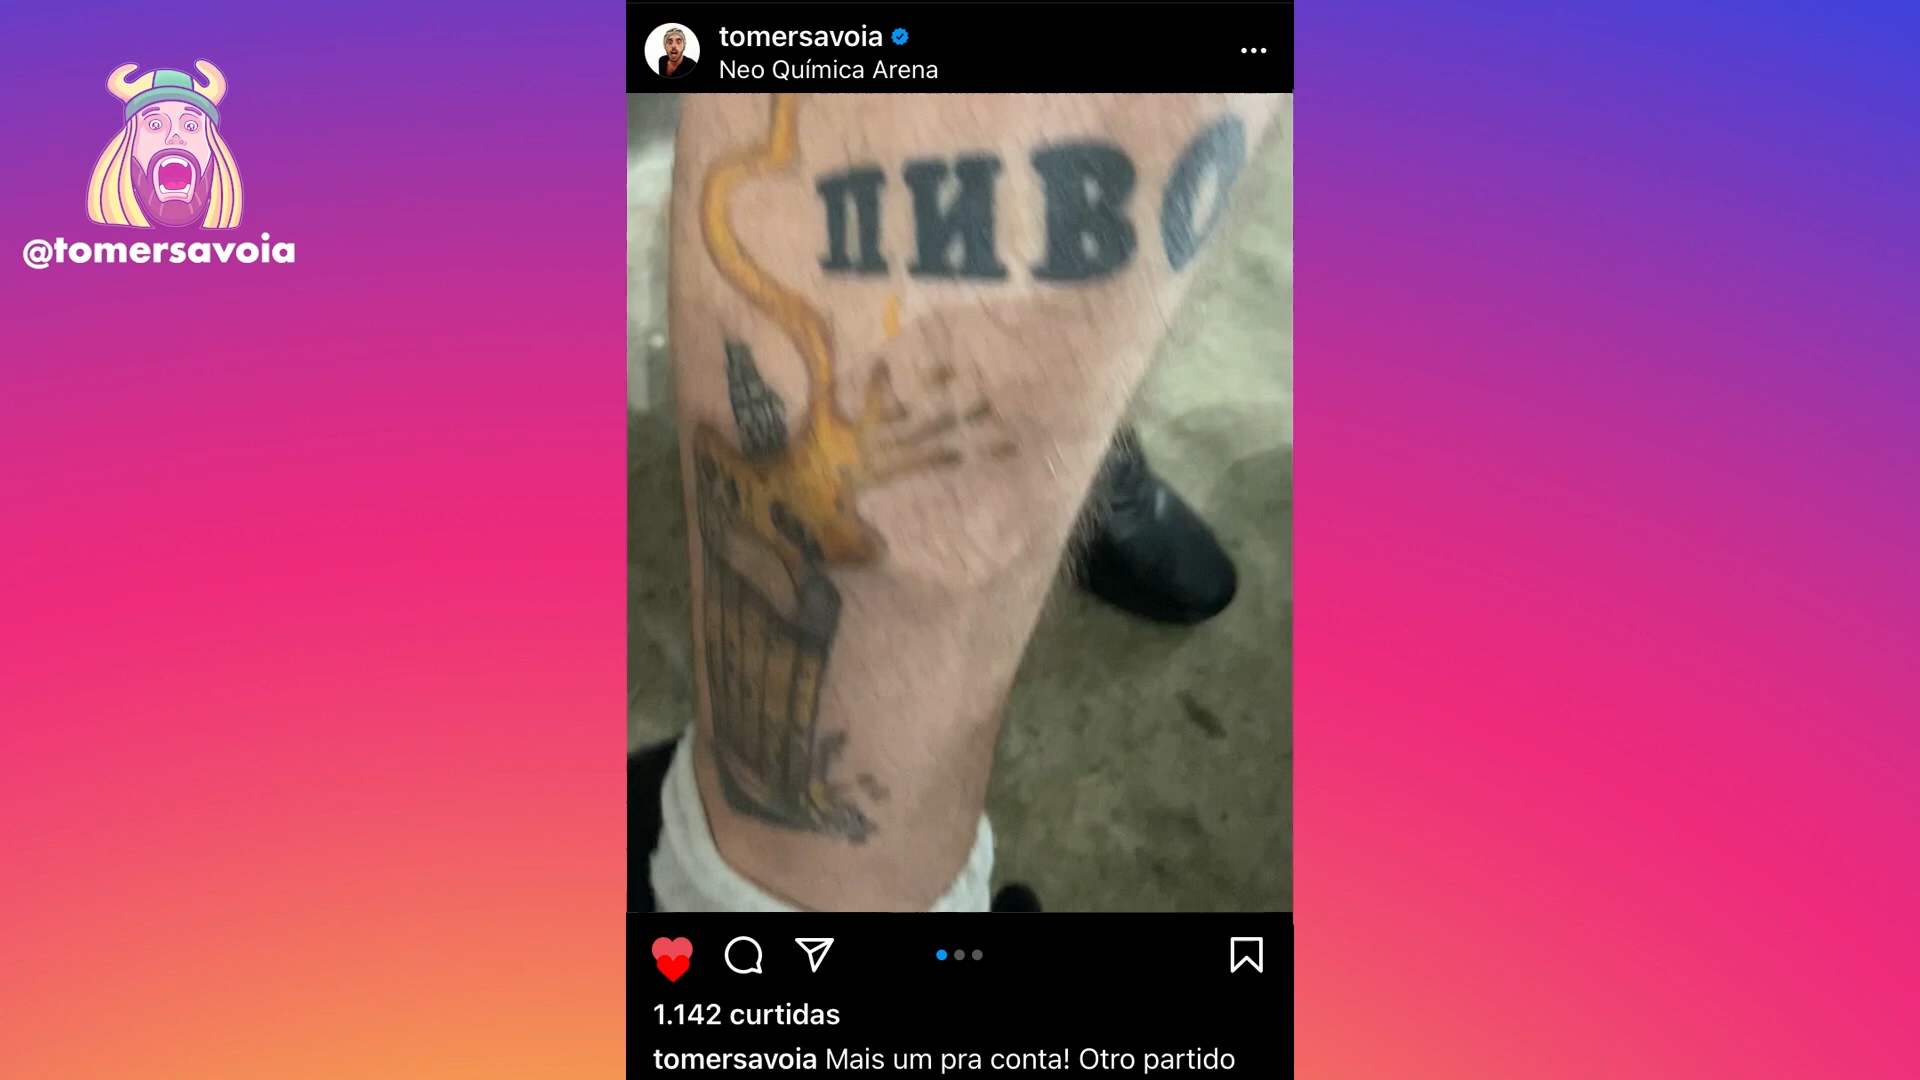 tomersavoia
Neo Química Arena
@tomersavoia
ПИВО
1.142 curtidas
tomersavoia Mais um pra conta! Otro partido